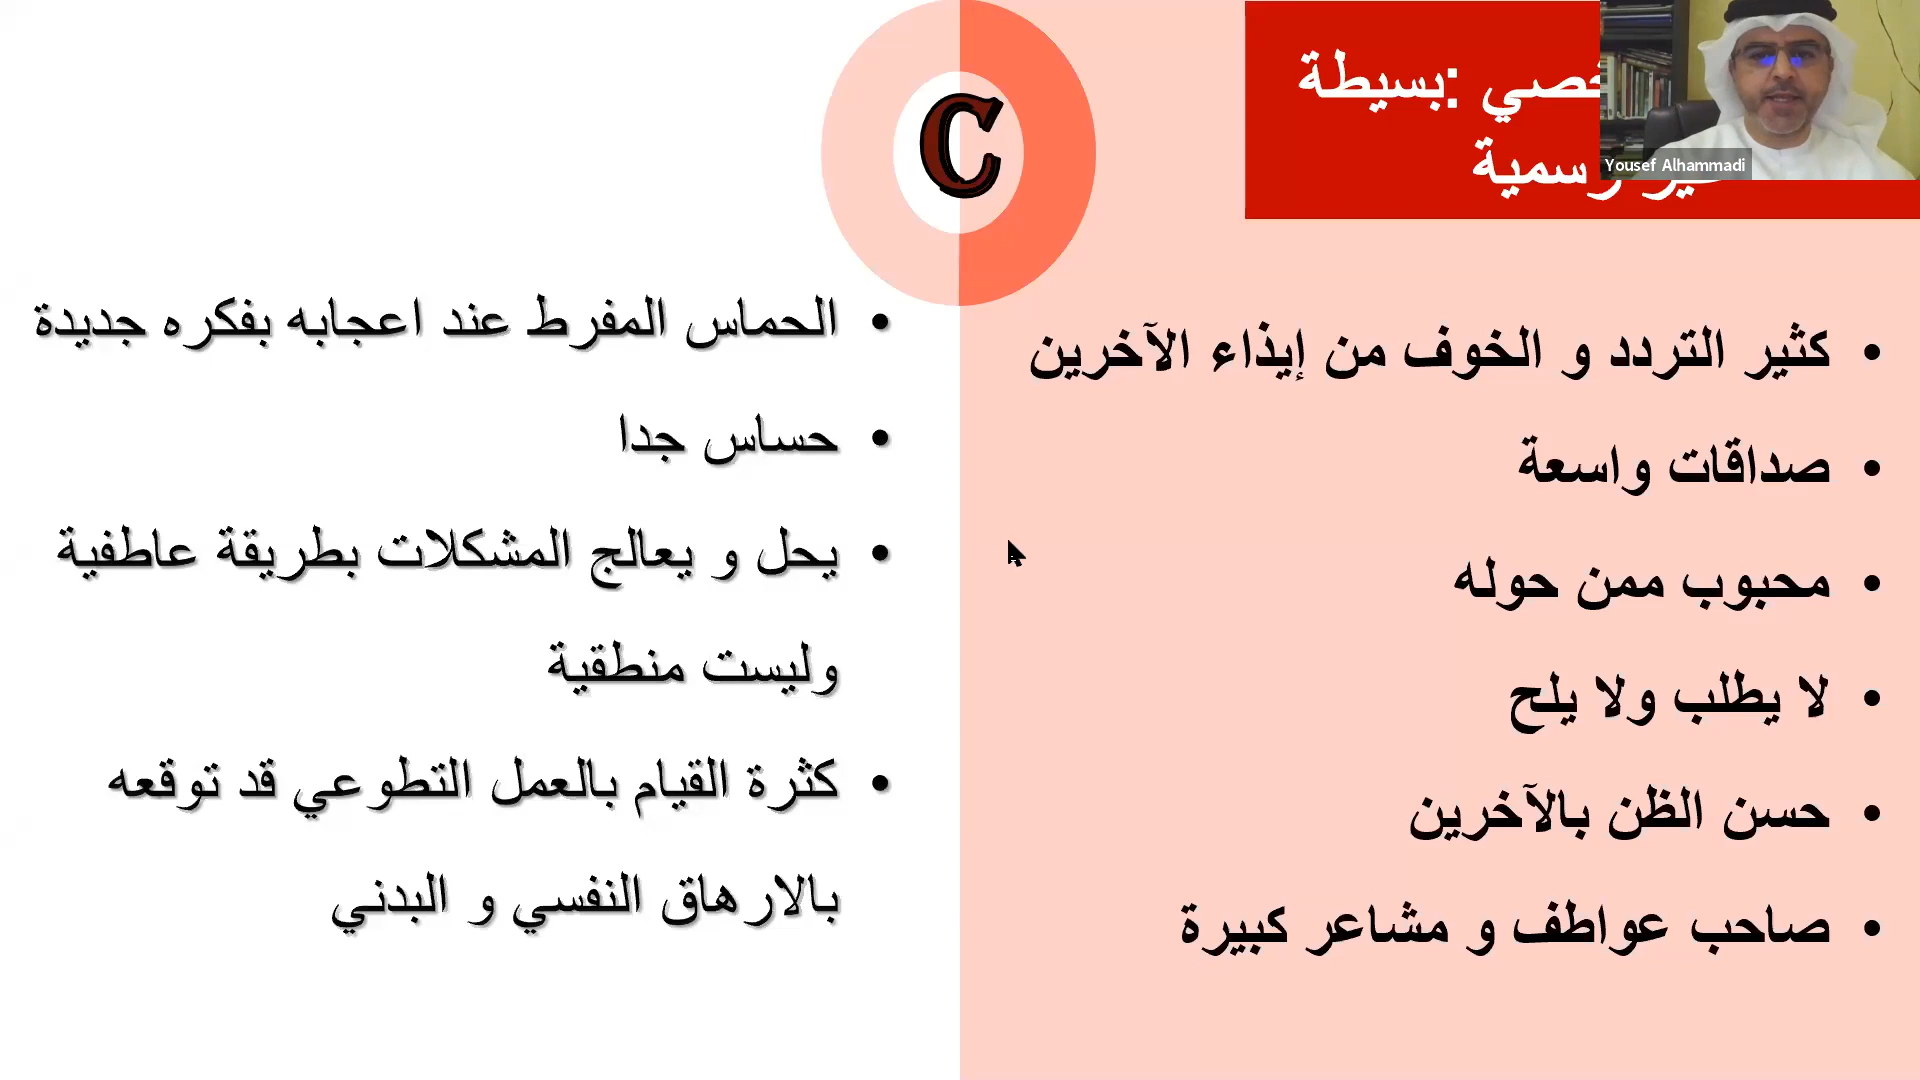 بسيطة
رسمية
Yousef Alhammadi
C
• كثير التردد و الخوف من إيذاء الآخرين
• صداقات واسعة
• محبوب ممن حوله
• لا يطلب ولا يلح
• حسن الظن بالآخرين
• صاحب عواطف و مشاعر كبيرة
• الحماس المفرط عند اعجابه بفكره جديدة
• حساس جدا
• يحل و يعالج المشكلات بطريقة عاطفية
وليست منطقية
• كثرة القيام بالعمل التطوعي قد توقعه
بالارهاق النفسي و البدني